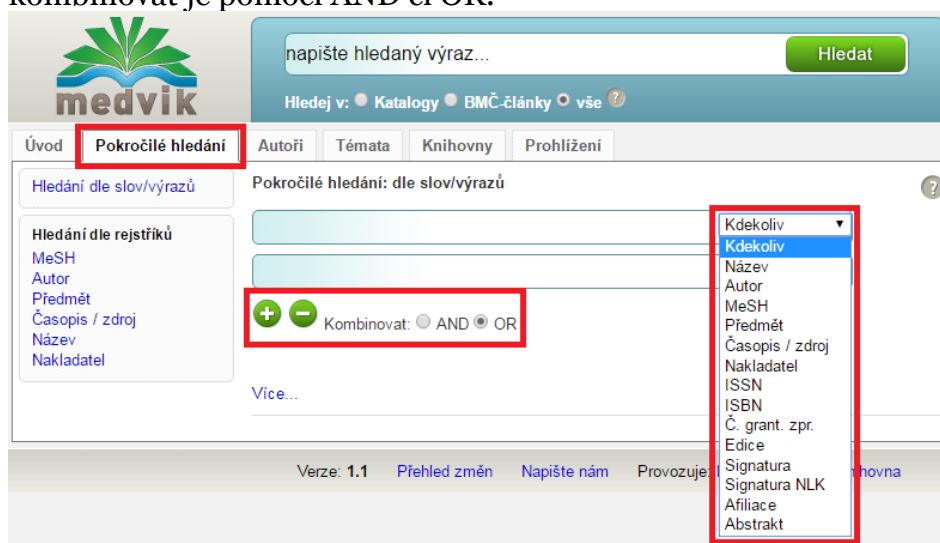 kombinovat je pomocí AND či OR.
medvik
napište hledaný výraz...
Hledat
Hledej v: Katalogy BMČ-články vše ?
Úvod Pokročilé hledání Autoři Témata Knihovny Prohlížení
Hledání dle slov/výrazů
Hledání dle rejstříků
MeSH
Autor
Předmět
Časopis / zdroj
Název
Nakladatel
Pokročilé hledání: dle slov/výrazů
?
Kombinovat: AND OR
Více...
Kdekoliv
Kdekoliv
Název
Autor
MeSH
Předmět
Časopis / zdroj
Nakladatel
ISSN
ISBN
Č. grant. zpr.
Edice
Signatura
Signatura NLK
Afiliace
Abstrakt
Verze: 1.1 Přehled změn Napište nám Provozuje: hovna